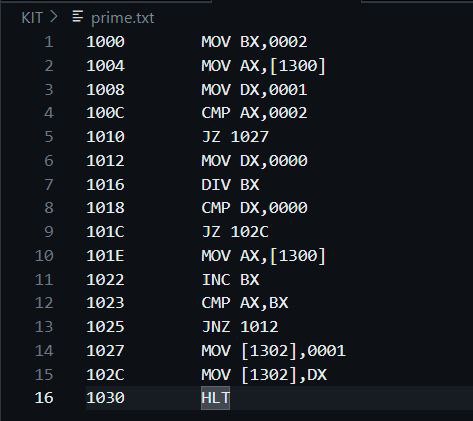 KIT > prime.txt
1 1000 MOV BX,0002
2 1004 MOV AX,[1300]
3 1008 MOV DX,0001
4 100C CMP AX,0002
5 1010 JZ 1027
6 1012 MOV DX,0000
7 1016 DIV BX
8 1018 CMP DX,0000
9 101C JZ 102C
10 101E MOV AX,[1300]
11 1022 INC BX
12 1023 CMP AX,BX
13 1025 JNZ 1012
14 1027 MOV [1302],0001
15 102C MOV [1302],DX
16 1030 HLT